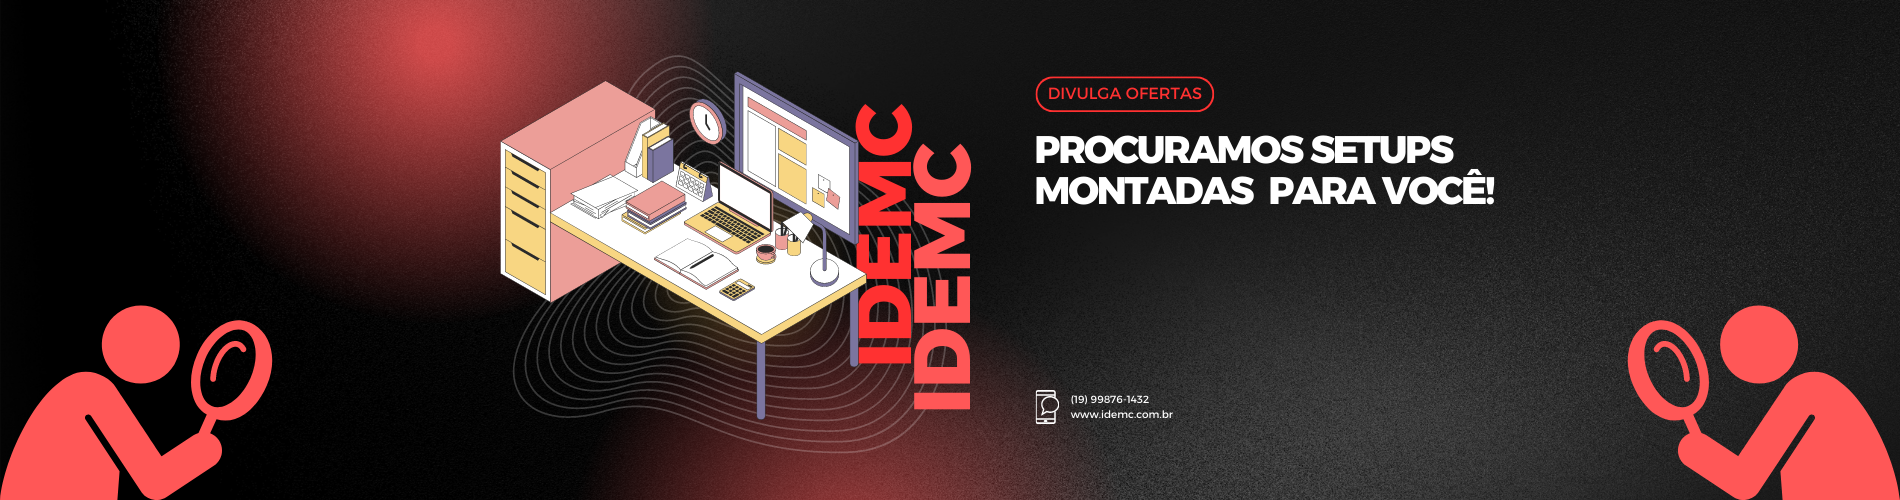 IDEMC
IDEMC
DIVULGA OFERTAS
PROCURAMOS SETUPS
MONTADAS PARA VOCÊ!
(19) 99876-1432
www.idemc.com.br